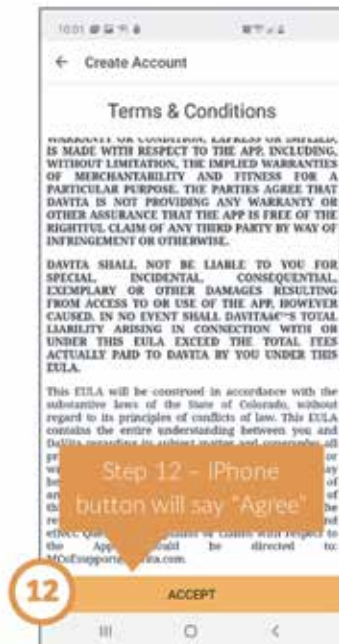 10:01
← Create Account
Terms & Conditions
WARRANTY OR CONDITION, EXPRESS OR IMPLIED,
IS MADE WITH RESPECT TO THE APP, INCLUDING,
WITHOUT LIMITATION, THE IMPLIED WARRANTIES
OF MERCHANTABILITY AND FITNESS FOR A
PARTICULAR PURPOSE. THE PARTIES AGREE THAT
DAVITA IS NOT PROVIDING ANY WARRANTY OR
OTHER ASSURANCE THAT THE APP IS FREE OF THE
RIGHTFUL CLAIM OF ANY THIRD PARTY BY WAY OF
INFRINGEMENT OR OTHERWISE.
DAVITA SHALL NOT BE LIABLE TO YOU FOR
SPECIAL, INCIDENTAL, CONSEQUENTIAL,
EXEMPLARY OR OTHER DAMAGES RESULTING
FROM ACCESS TO OR USE OF THE APP, HOWEVER
CAUSED. IN NO EVENT SHALL DAVITA€™S TOTAL
LIABILITY ARISING IN CONNECTION WITH OR
UNDER THIS EULA EXCEED THE TOTAL FEES
ACTUALLY PAID TO DAVITA BY YOU UNDER THIS
EULA.
This EULA will be construed in accordance with the
substantive laws of the State of Colorado, without
regard to its principles of conflicts of law. This EULA
contains the entire understanding between you and
DaVita regarding its subject matter and supersedes all
Step 12 – IPhone
button will say "Agree"
the App should be directed to:
12
ACCEPT